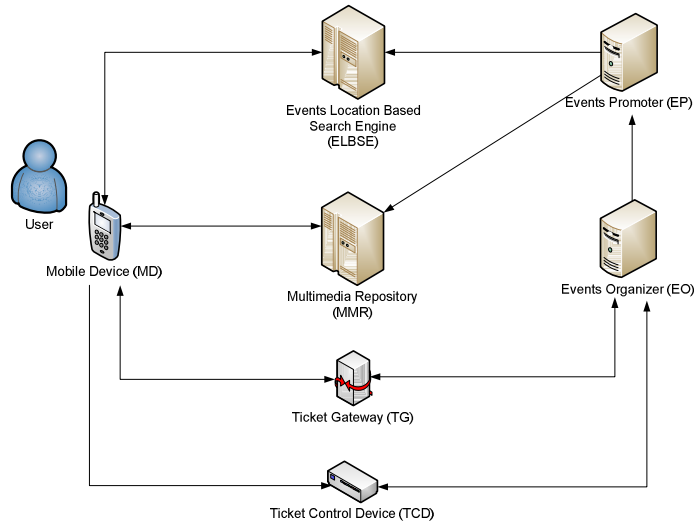 Events Location Based
Search Engine
(ELBSE)
Events Promoter (EP)
User
Mobile Device (MD)
Multimedia Repository
(MMR)
Events Organizer (EO)
Ticket Gateway (TG)
Ticket Control Device (TCD)